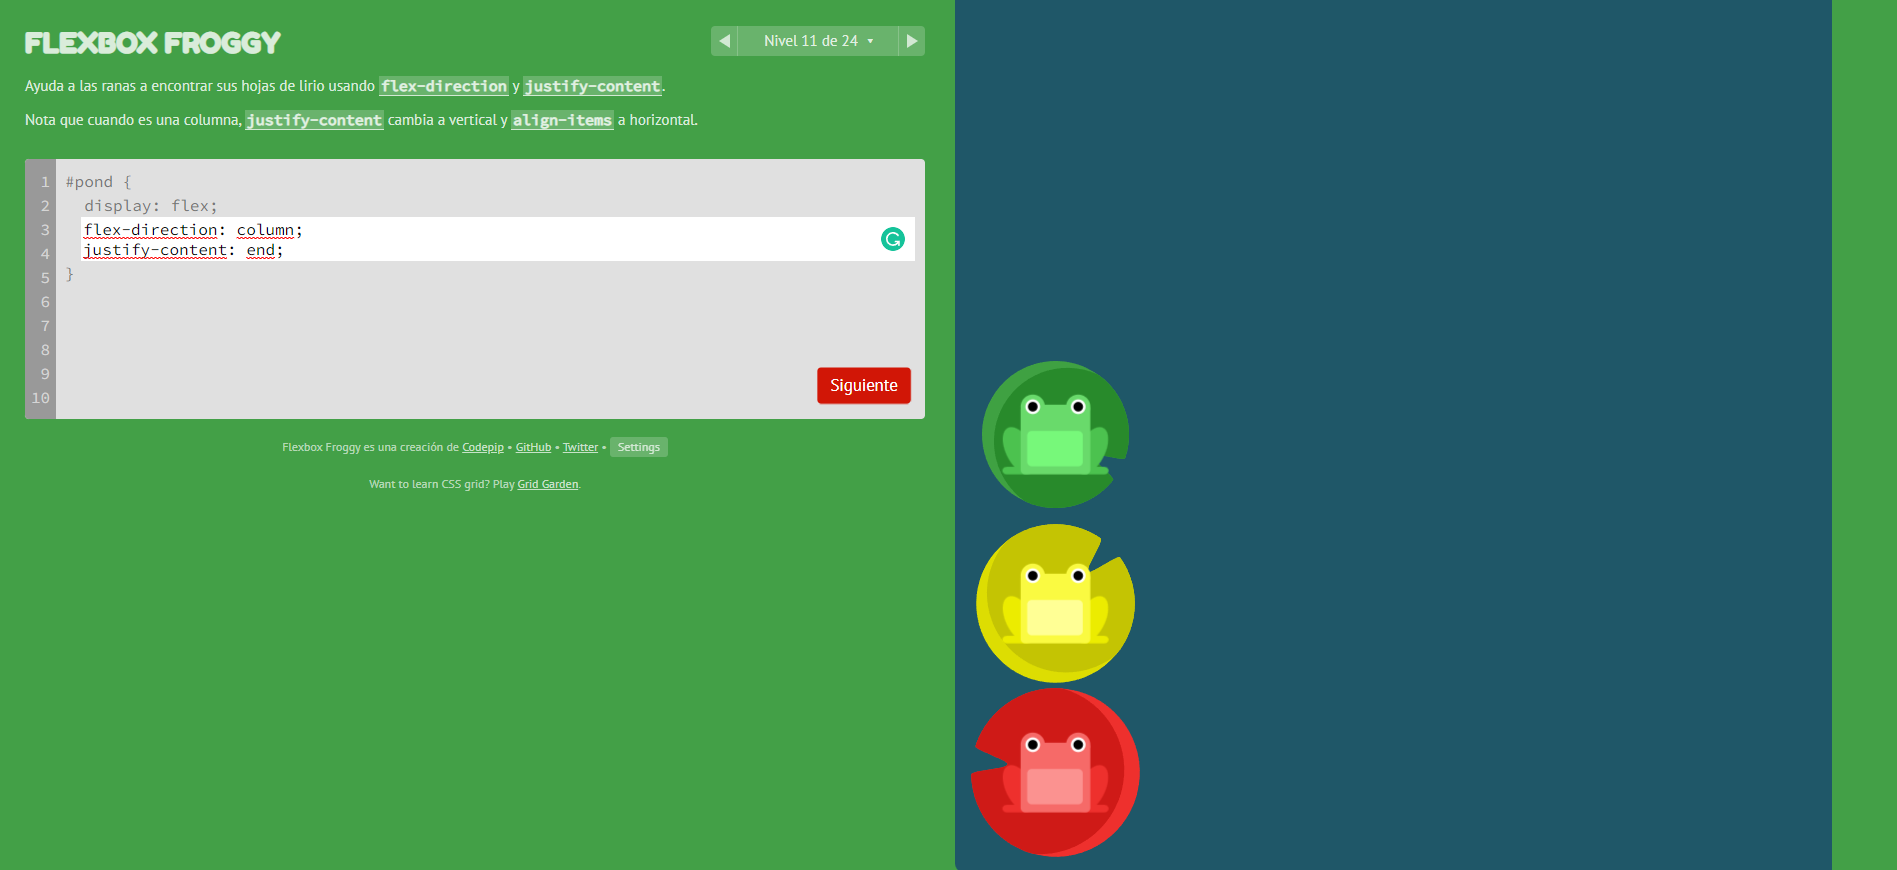 FLEXBOX FROGGY
Nivel 11 de 24
Ayuda a las ranas a encontrar sus hojas de lirio usando flex-direction y justify-content.
Nota que cuando es una columna, justify-content cambia a vertical y align-items a horizontal.
1 #pond {
2 display: flex;
3 flex-direction: column;
4 justify-content: end;
5 }
6
7
8
9
10
Siguiente
Flexbox Froggy es una creación de Codepip • GitHub • Twitter • Settings
Want to learn CSS grid? Play Grid Garden.